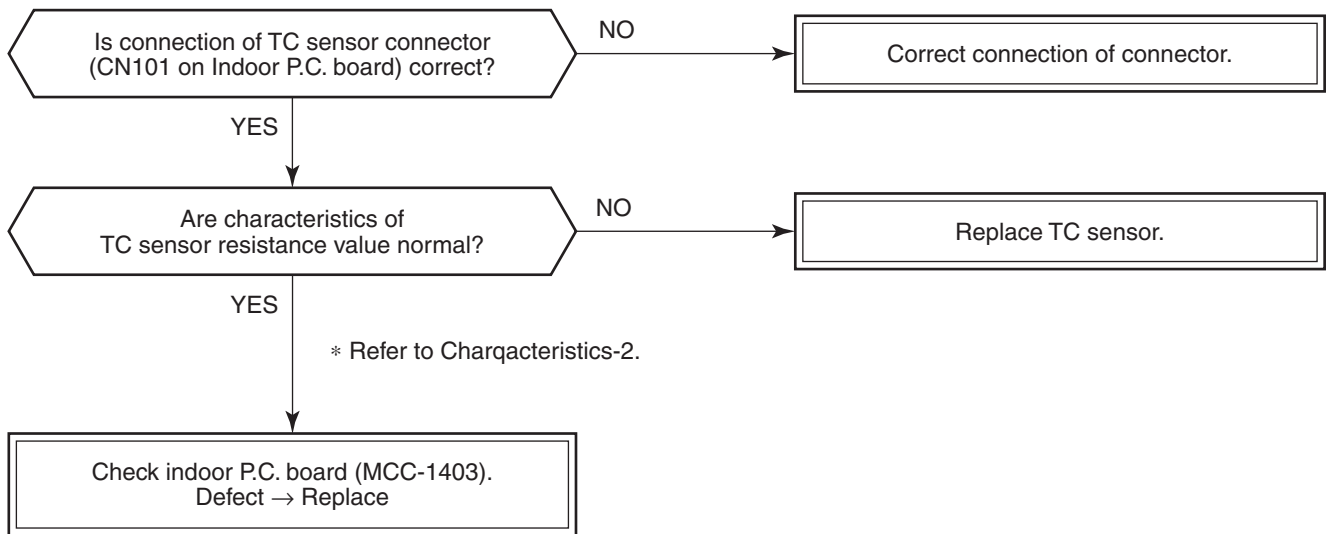 Is connection of TC sensor connector
(CN101 on Indoor P.C. board) correct?
NO
Correct connection of connector.
YES
Are characteristics of
TC sensor resistance value normal?
NO
Replace TC sensor.
YES
* Refer to Charqacteristics-2.
Check indoor P.C. board (MCC-1403).
Defect → Replace